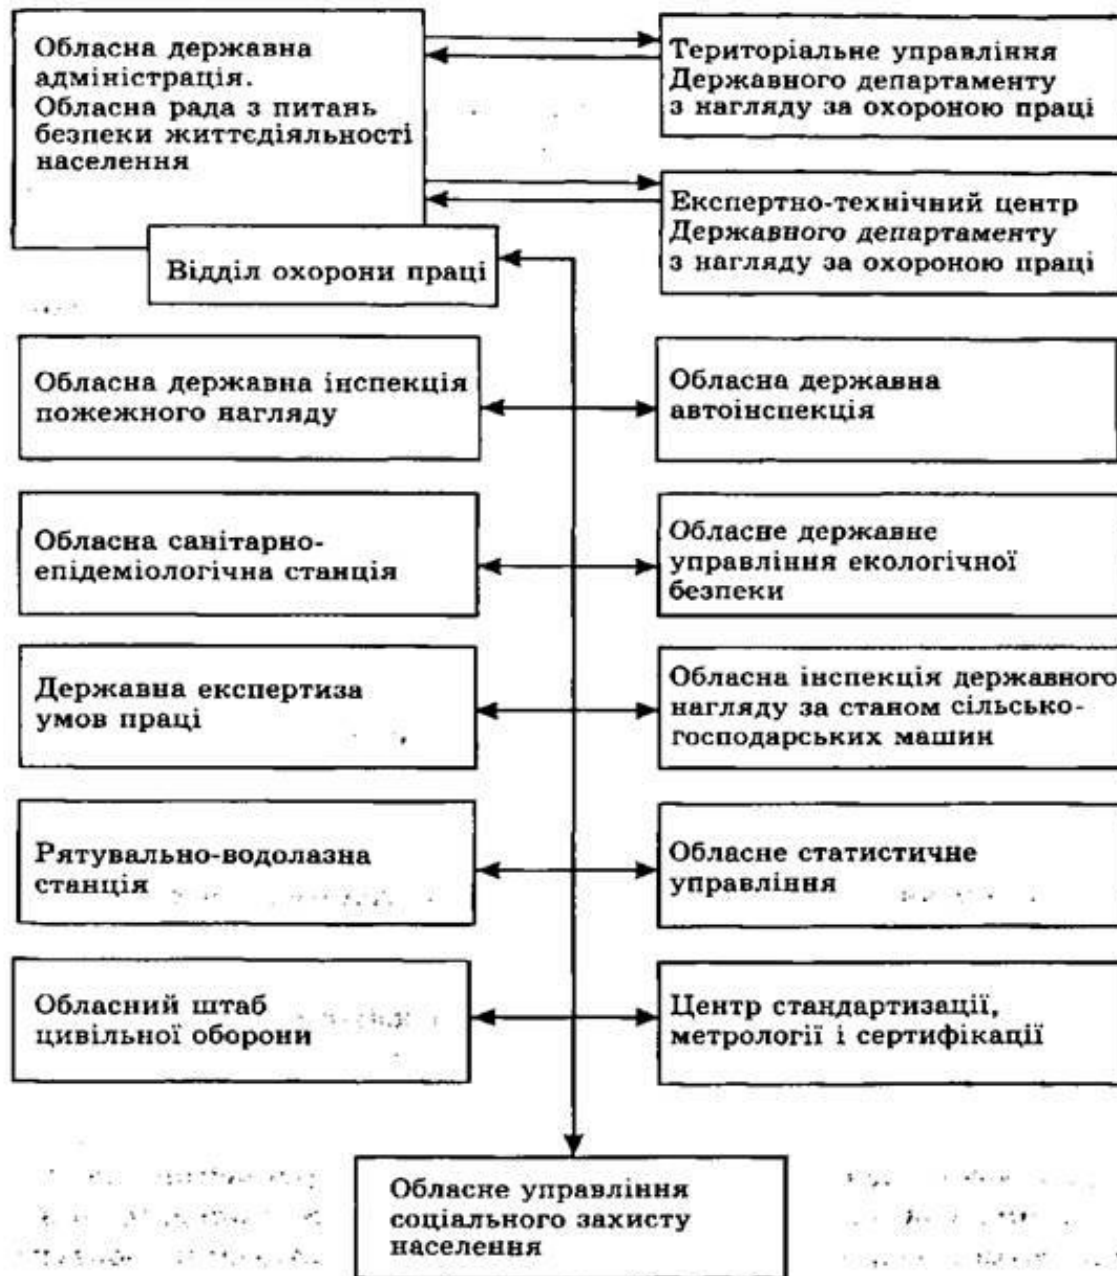 Обласна державна
адміністрація.
Обласна рада з питань
безпеки життєдіяльності
населення
Територіальне управління
Державного департаменту
з нагляду за охороною праці
Експертно-технічний центр
Державного департаменту
з нагляду за охороною праці
Відділ охорони праці
Обласна державна інспекція
пожежного нагляду
Обласна державна
автоінспекція
Обласна санітарно-
епідеміологічна станція
Обласне державне
управління екологічної
безпеки
Державна експертиза
умов праці
Обласна інспекція державного
нагляду за станом сільсько-
господарських машин
Рятувально-водолазна
станція
Обласне статистичне
управління
Обласний штаб
цивільної оборони
Центр стандартизації,
метрології і сертифікації
Обласне управління
соціального захисту
населення